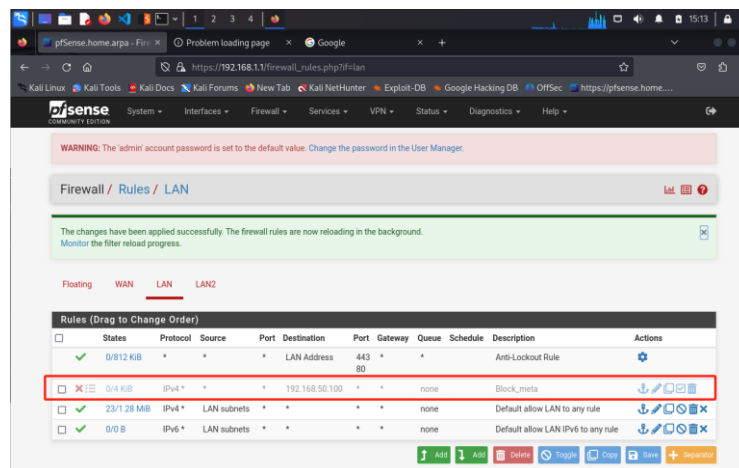 1 2 3 4
15:13
pfSense.home.arpa - Fire
Problem loading page
Google
https://192.168.1.1/firewall_rules.php?if=lan
Kali Linux Kali Tools Kali Docs Kali Forums New Tab Kali NetHunter Exploit-DB Google Hacking DB OffSec https://pfsense.home....
pfsense System Interfaces Firewall Services VPN Status Diagnostics Help
COMMUNITY EDITION
WARNING: The 'admin' account password is set to the default value. Change the password in the User Manager.
Firewall / Rules / LAN
The changes have been applied successfully. The firewall rules are now reloading in the background.
Monitor the filter reload progress.
Floating WAN LAN LAN2
Rules (Drag to Change Order)
States Protocol Source Port Destination Port Gateway Queue Schedule Description Actions
0/812 KiB * * * LAN Address 443 * * Anti-Lockout Rule
80
0/4 KiB IPv4 * * * 192.168.50.100 * * none Block_meta
23/1.28 MiB IPv4 * LAN subnets * * * * none Default allow LAN to any rule
0/0 B IPv6 * LAN subnets * * * * none Default allow LAN IPv6 to any rule
Add Add Delete Toggle Copy Save Separator